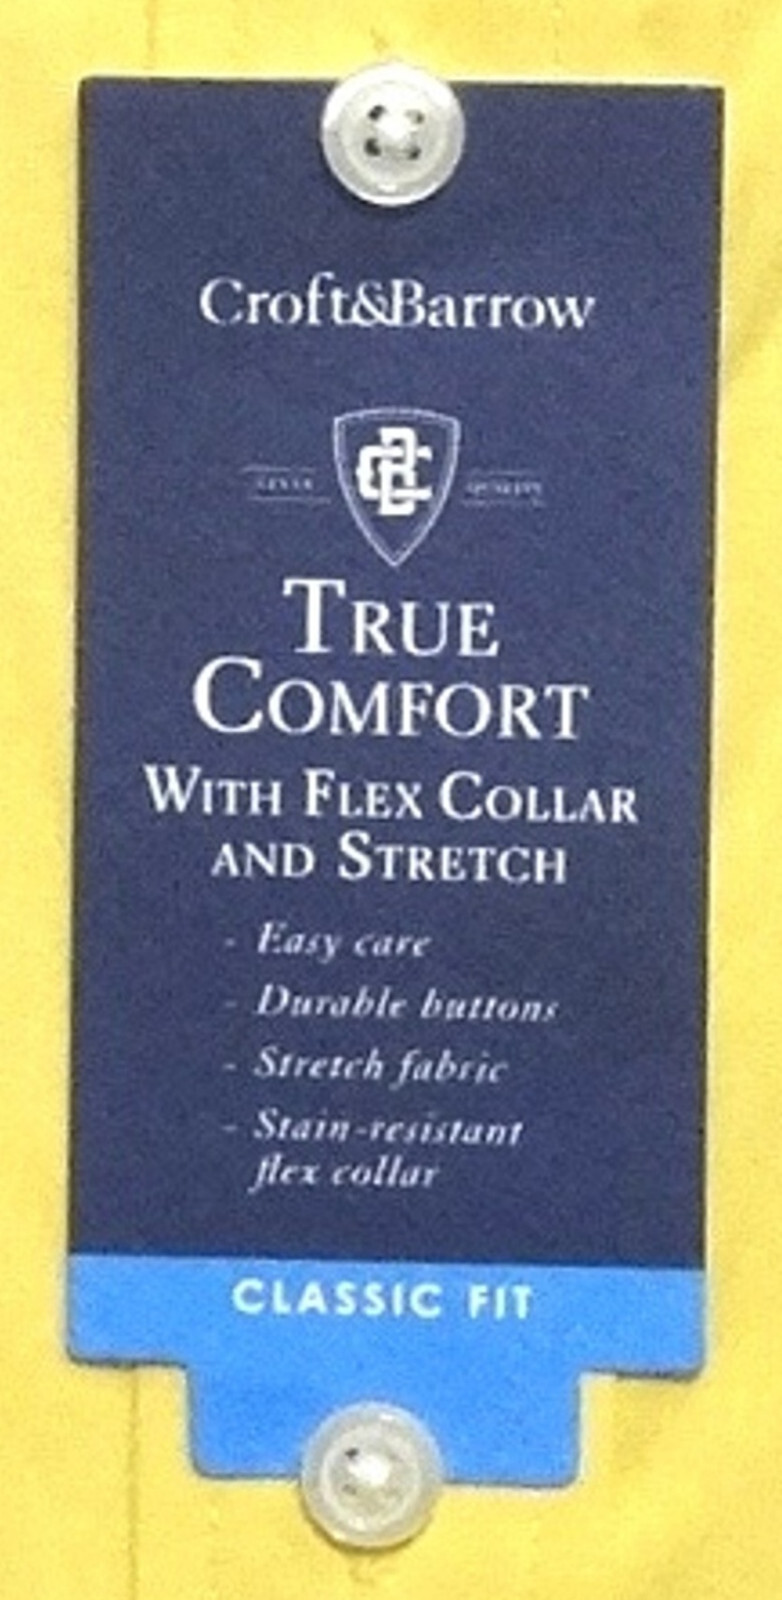 Croft&Barrow
QUALITY
TRUE
COMFORT
WITH FLEX COLLAR
AND STRETCH
- Easy care
- Durable buttons
- Stretch fabric
- Stain-resistant
flex collar
CLASSIC FIT